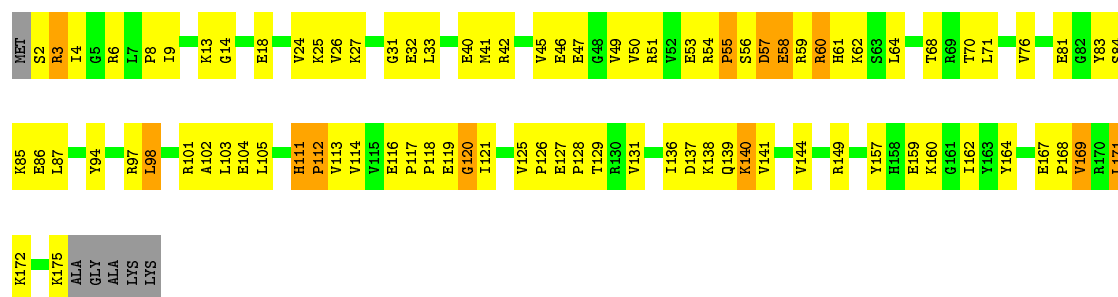 MET S2 R3 I4 G5 R6 L7 P8 I9 K13 G14 E18 V24 K25 V26 K27 G31 E32 L33 E40 M41 R42 V45 E46 E47 G48 V49 V50 R51 V52 E53 R54 P55 S56 D57 E58 R59 R60 H61 K62 S63 L64 T68 R69 T70 L71 V76 E81 G82 Y83 S84
K85 E86 L87 Y94 R97 L98 R101 A102 L103 E104 L105 H111 P112 V113 V114 V115 E116 P117 P118 E119 G120 I121 V125 P126 E127 P128 T129 R130 V131 I136 D137 K138 Q139 K140 V141 V144 R149 Y157 H158 E159 K160 G161 I162 Y163 Y164 E167 P168 V169 R170 L171
K172 K175 ALA GLY ALA LYS LYS